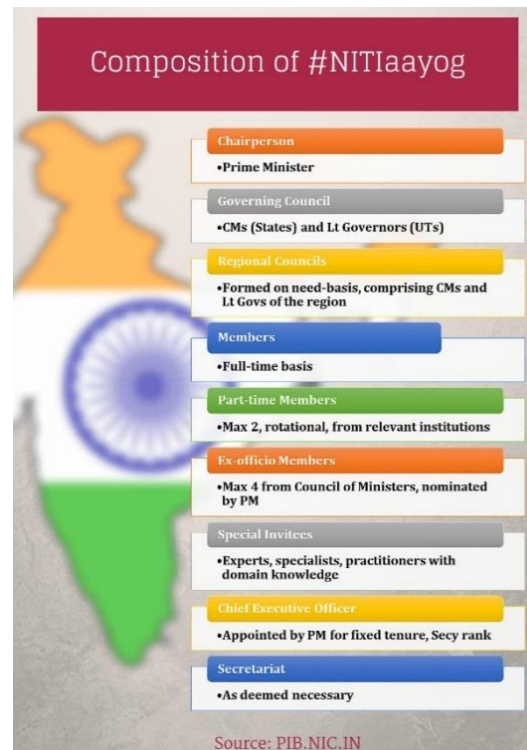 Composition of #NITIaayog
Chairperson
•Prime Minister
Governing Council
•CMs (States) and Lt Governors (UTs)
Regional Councils
•Formed on need-basis, comprising CMs and
Lt Govs of the region
Members
•Full-time basis
Part-time Members
•Max 2, rotational, from relevant institutions
Ex-officio Members
•Max 4 from Council of Ministers, nominated
by PM
Special Invitees
•Experts, specialists, practitioners with
domain knowledge
Chief Executive Officer
•Appointed by PM for fixed tenure, Secy rank
Secretariat
•As deemed necessary
Source: PIB.NIC.IN